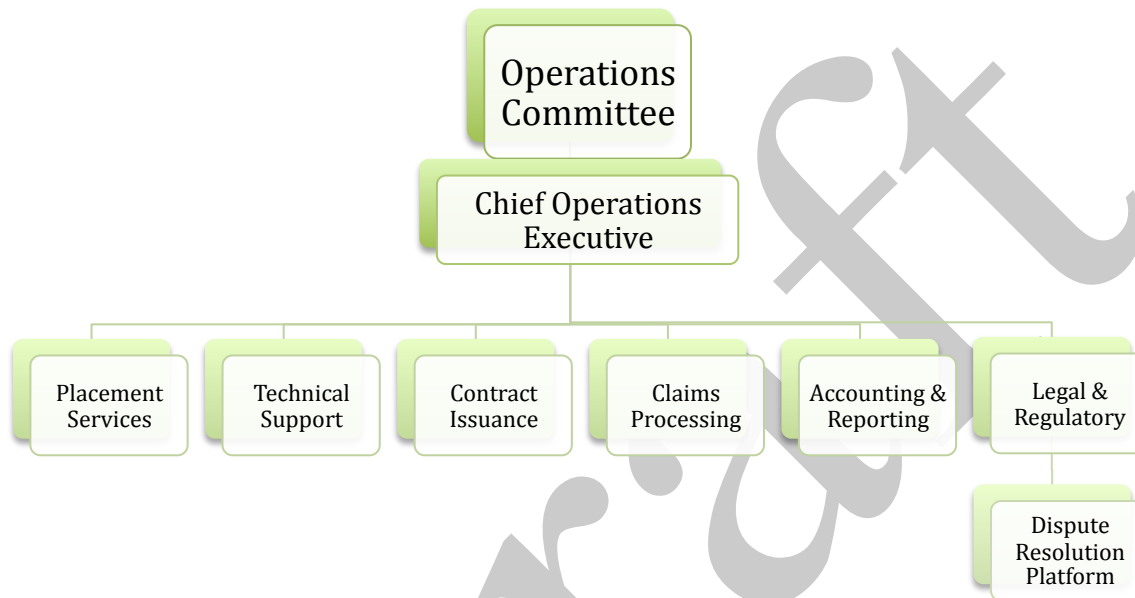 Operations
Committee
Chief Operations
Executive
Placement
Services
Technical
Support
Contract
Issuance
Claims
Processing
Accounting &
Reporting
Legal &
Regulatory
Dispute
Resolution
Platform